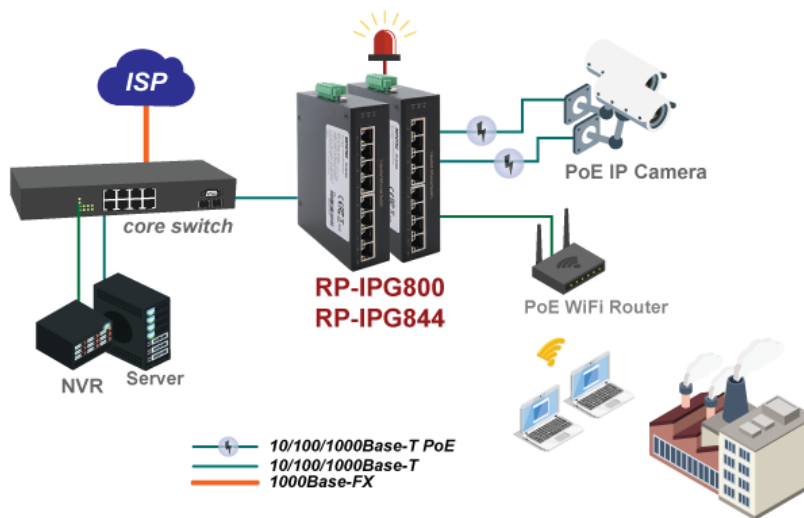 ISP
core switch
NVR
Server
RP-IPG800
RP-IPG844
PoE IP Camera
PoE WiFi Router
10/100/1000Base-T PoE
10/100/1000Base-T
1000Base-FX